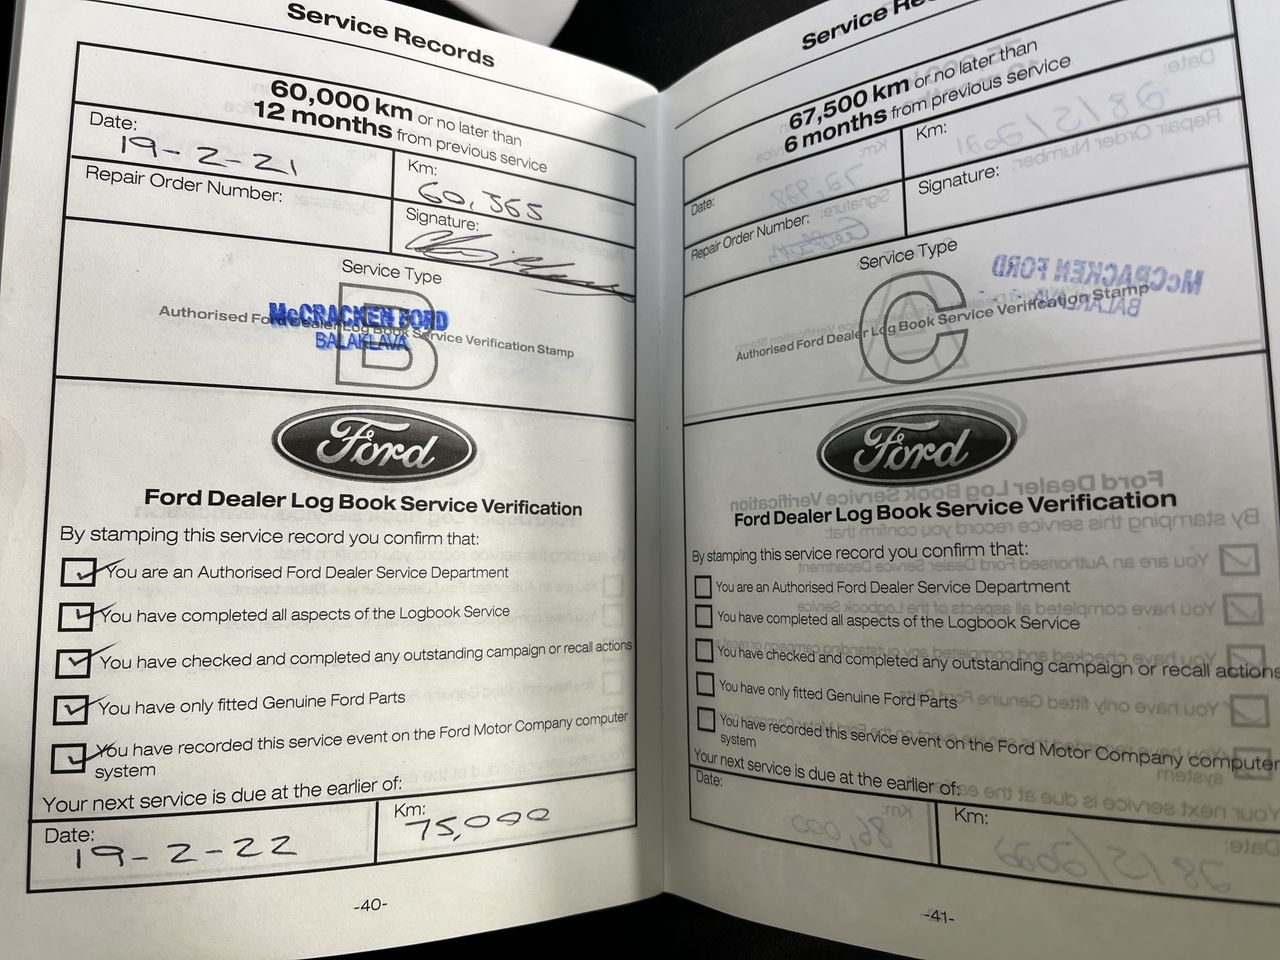 Service Records
60,000 km or no later than
12 months from previous service
Date:
19-2-21
Km:
60,365
Repair Order Number:
Signature:
Service Type
B
Authorised Ford Dealer Log Book Service Verification Stamp
McCRACKEN FORD
BALAKLAVA
Ford
Ford Dealer Log Book Service Verification
By stamping this service record you confirm that:
You are an Authorised Ford Dealer Service Department
You have completed all aspects of the Logbook Service
You have checked and completed any outstanding campaign or recall actions
You have only fitted Genuine Ford Parts
You have recorded this service event on the Ford Motor Company computer
system
Your next service is due at the earlier of:
Date:
19-2-22
Km:
75,000
-40-
Service Re
67,500 km or no later than
6 months from previous service
Date:
Km:
Repair Order Number:
Signature:
Service Type
C
Authorised Ford Dealer Log Book Service Verification Stamp
McCRACKEN FORD
BALAKLAVA
Ford
Ford Dealer Log Book Service Verification
By stamping this service record you confirm that:
You are an Authorised Ford Dealer Service Department
You have completed all aspects of the Logbook Service
You have checked and completed any outstanding campaign or recall actions
You have only fitted Genuine Ford Parts
You have recorded this service event on the Ford Motor Company computer
system
Your next service is due at the earlier of:
Date:
Km:
-41-